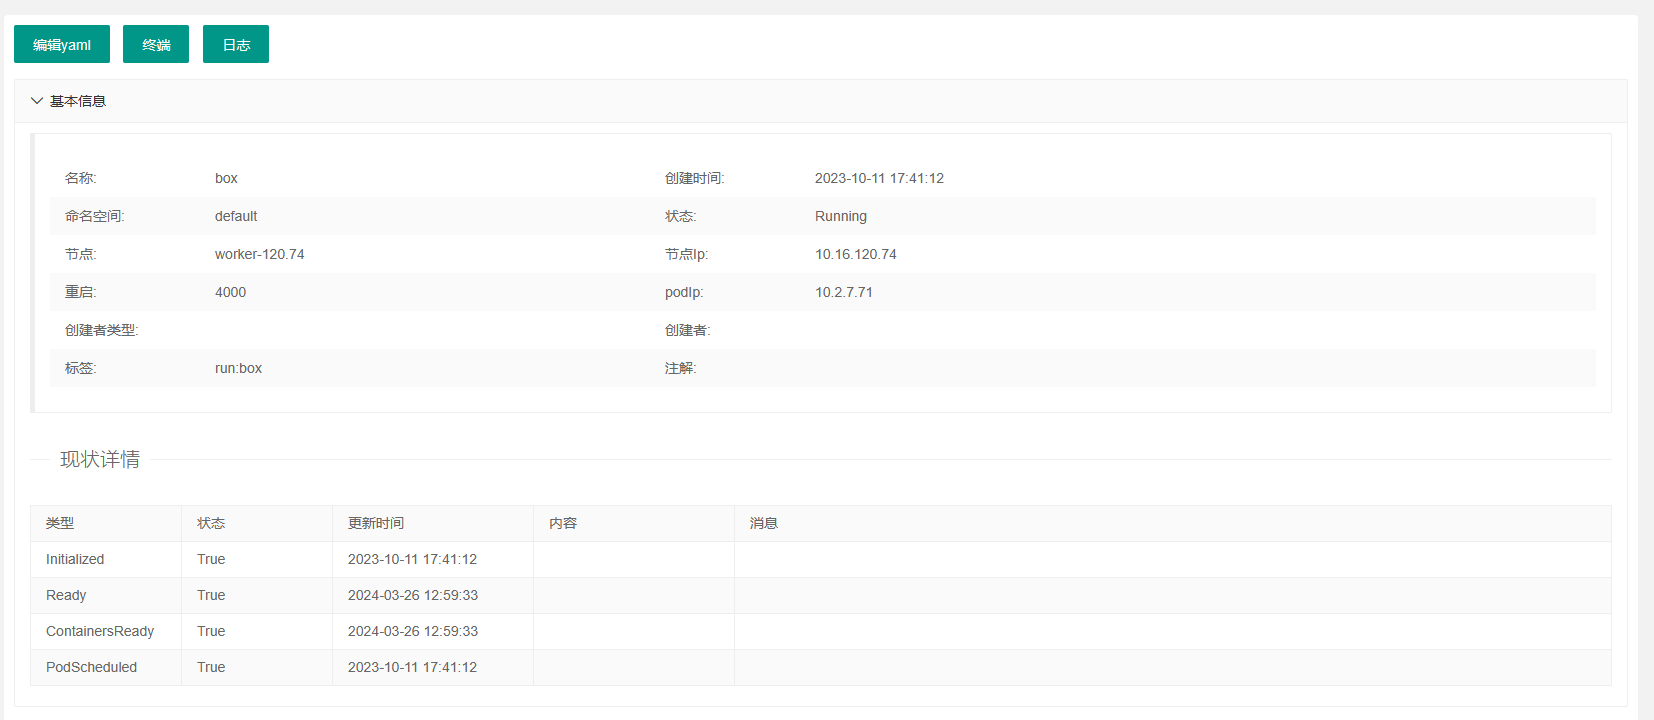 编辑yaml 终端 日志
基本信息
名称: box 创建时间: 2023-10-11 17:41:12
命名空间: default 状态: Running
节点: worker-120.74 节点Ip: 10.16.120.74
重启: 4000 podIp: 10.2.7.71
创建者类型: 创建者:
标签: run:box 注解:
现状详情
类型 状态 更新时间 内容 消息
Initialized True 2023-10-11 17:41:12
Ready True 2024-03-26 12:59:33
ContainersReady True 2024-03-26 12:59:33
PodScheduled True 2023-10-11 17:41:12